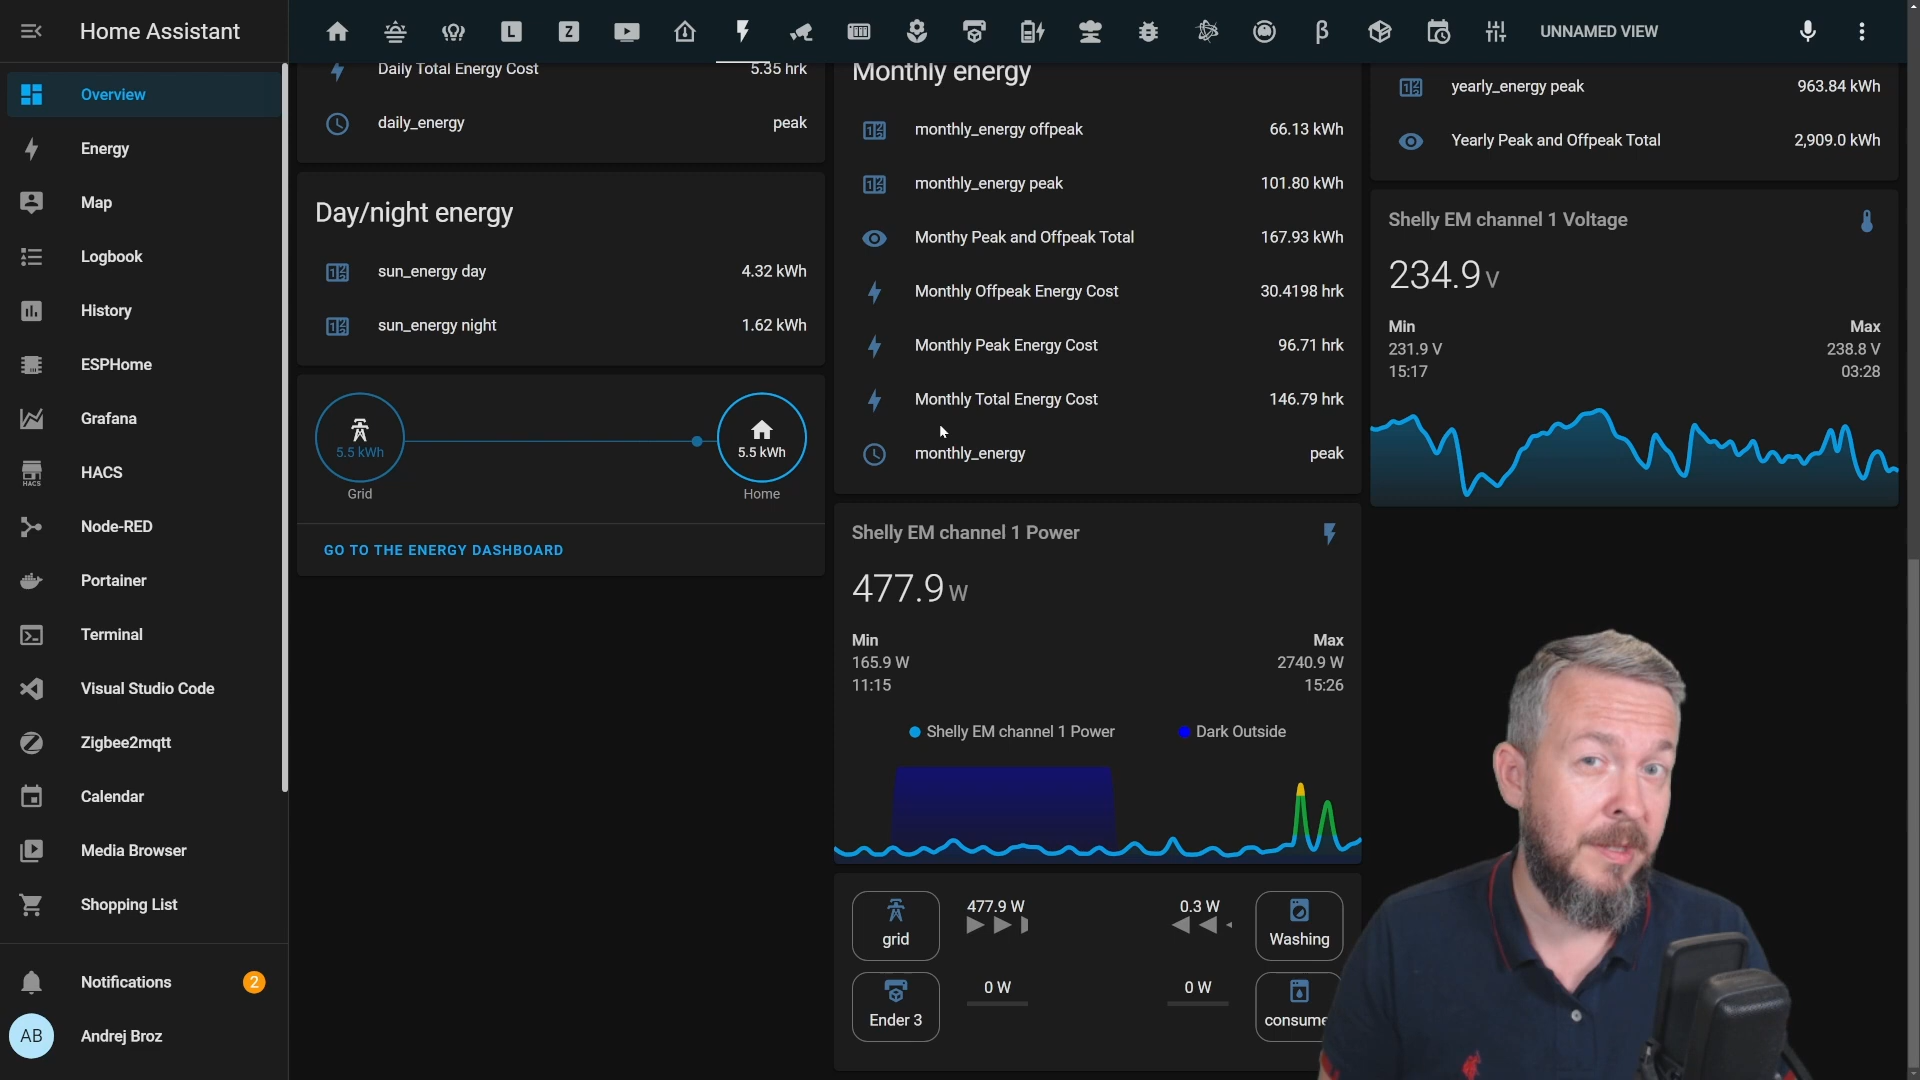 Home Assistant
UNNAMED VIEW
Overview
Energy
Map
Logbook
History
ESPHome
Grafana
HACS
HACS
Node-RED
Portainer
Terminal
Visual Studio Code
Zigbee2mqtt
Calendar
Media Browser
Shopping List
Notifications
2
AB
Andrej Broz
L
Z
β
Daily Total Energy Cost
5.35 hrk
daily_energy
peak
Day/night energy
sun_energy day
4.32 kWh
sun_energy night
1.62 kWh
5.5 kWh
Grid
5.5 kWh
Home
GO TO THE ENERGY DASHBOARD
Monthly energy
monthly_energy offpeak
66.13 kWh
monthly_energy peak
101.80 kWh
Monthy Peak and Offpeak Total
167.93 kWh
Monthly Offpeak Energy Cost
30.4198 hrk
Monthly Peak Energy Cost
96.71 hrk
Monthly Total Energy Cost
146.79 hrk
monthly_energy
peak
Shelly EM channel 1 Power
477.9 W
Min
165.9 W
11:15
Max
2740.9 W
15:26
Shelly EM channel 1 Power
Dark Outside
grid
477.9 W
0.3 W
Washing
Ender 3
0 W
0 W
consume
yearly_energy peak
963.84 kWh
Yearly Peak and Offpeak Total
2,909.0 kWh
Shelly EM channel 1 Voltage
234.9 V
Min
231.9 V
15:17
Max
238.8 V
03:28